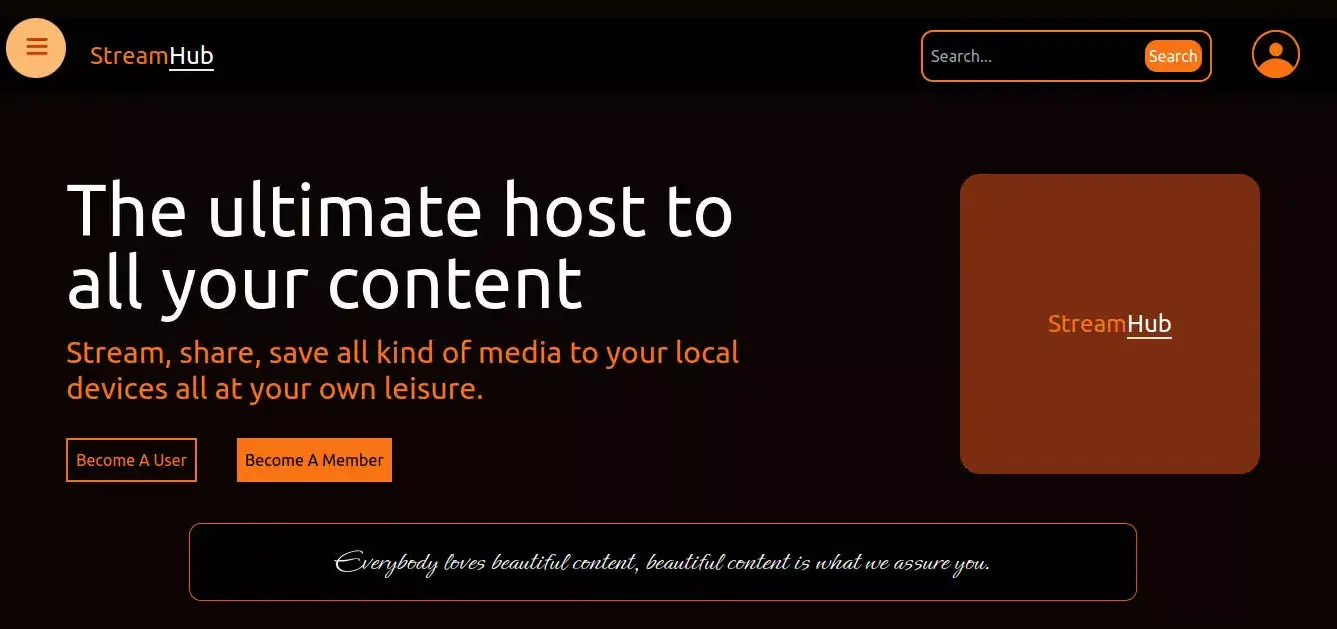 StreamHub
Search...
Search
The ultimate host to
all your content
Stream, share, save all kind of media to your local
devices all at your own leisure.
StreamHub
Become A User
Become A Member
Everybody loves beautiful content, beautiful content is what we assure you.